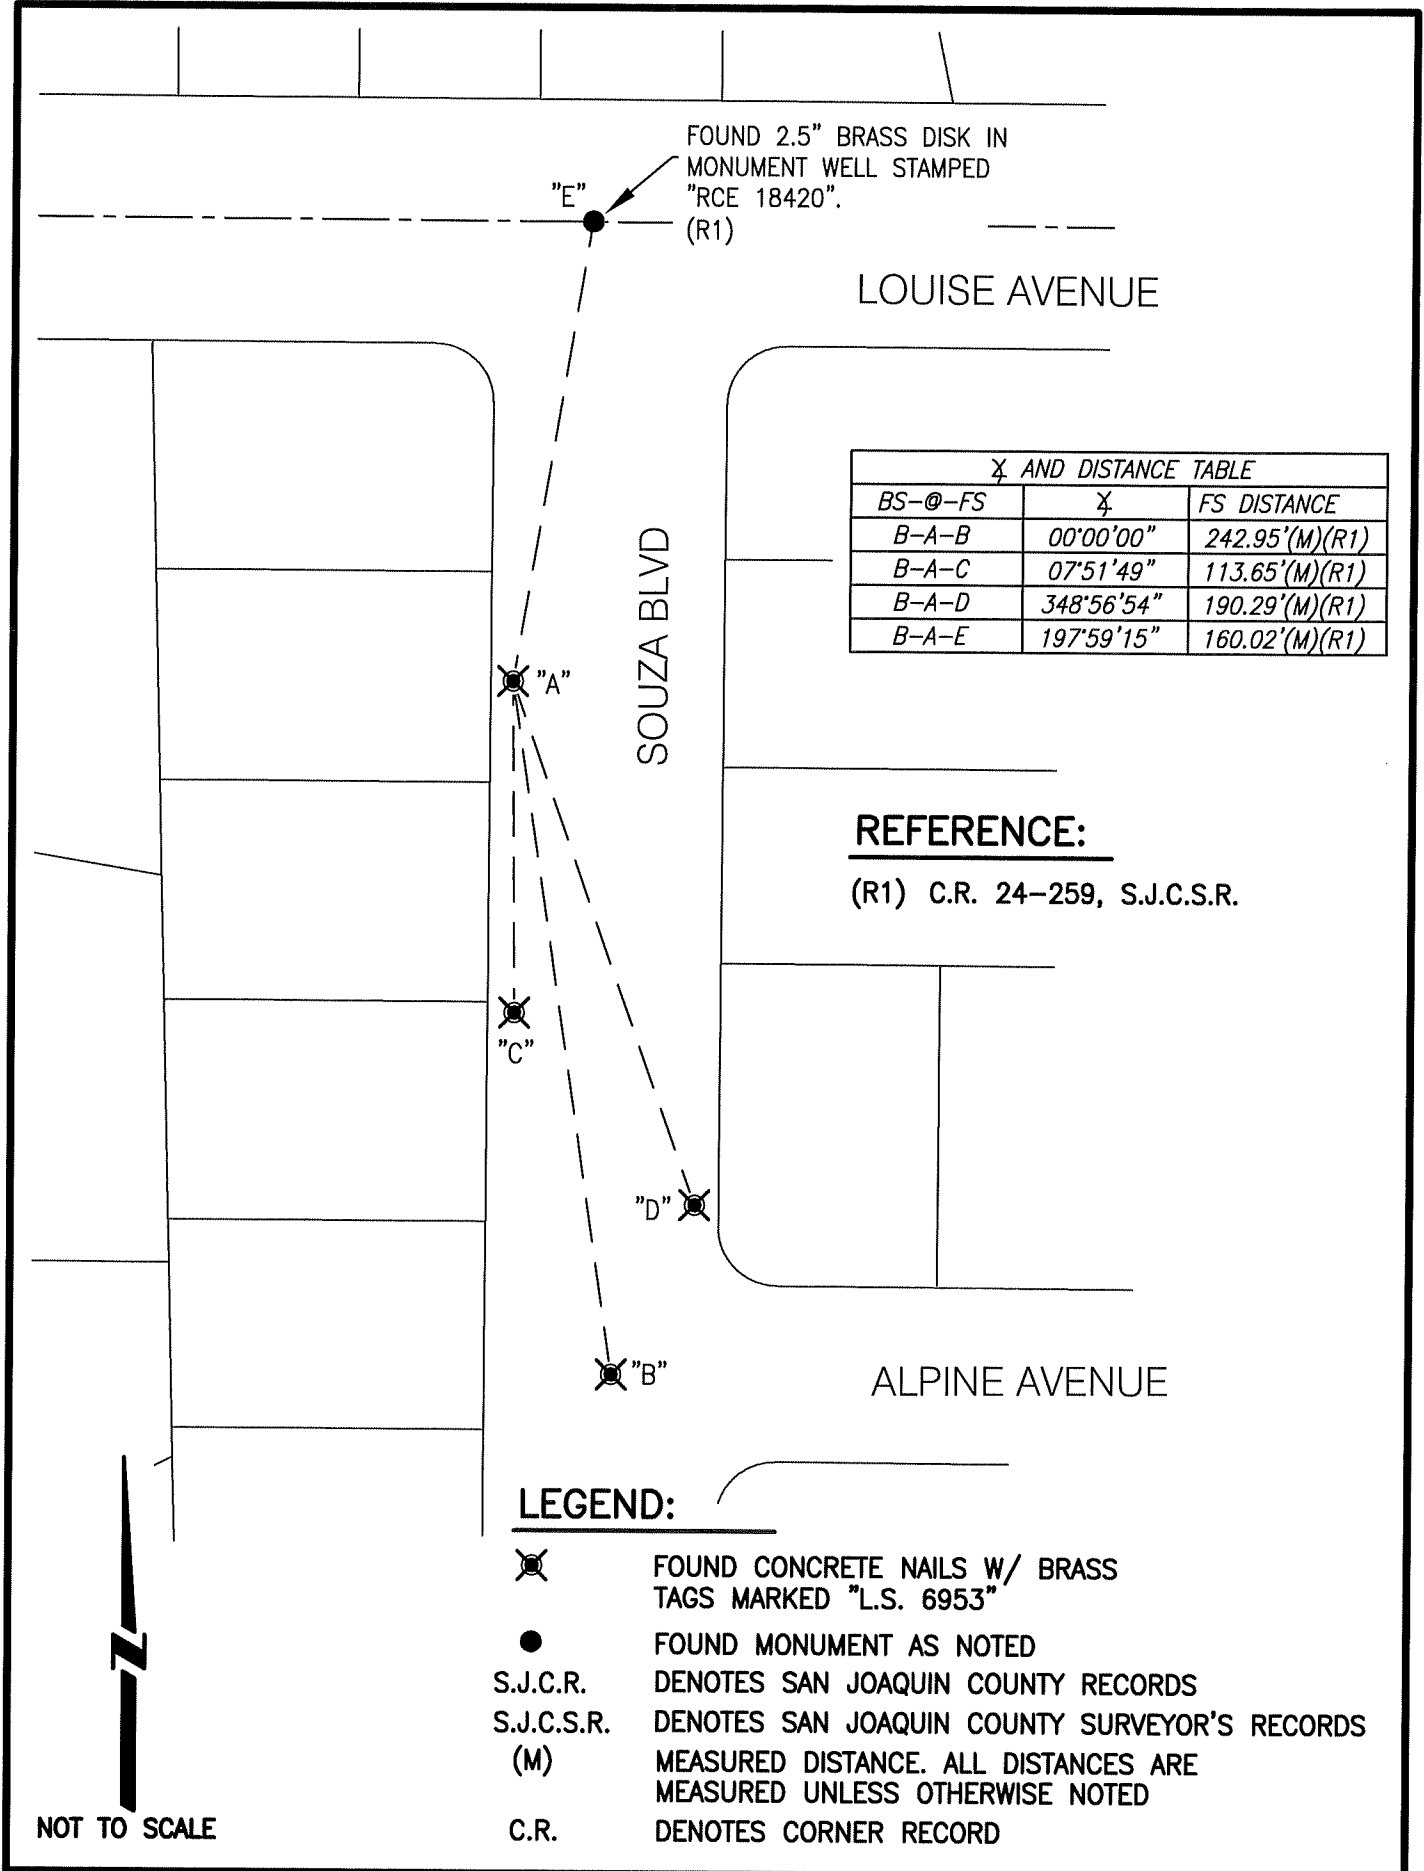 FOUND 2.5" BRASS DISK IN
MONUMENT WELL STAMPED
"RCE 18420".
(R1)
"E"
LOUISE AVENUE
AND DISTANCE TABLE
BS-@-FS FS DISTANCE
B-A-B 00°00'00" 242.95'(M)(R1)
B-A-C 07°51'49" 113.65'(M)(R1)
B-A-D 348°56'54" 190.29'(M)(R1)
B-A-E 197°59'15" 160.02'(M)(R1)
SOUZA BLVD
"A"
REFERENCE:
(R1) C.R. 24-259, S.J.C.S.R.
"C"
"D"
"B"
ALPINE AVENUE
LEGEND:
FOUND CONCRETE NAILS W/ BRASS
TAGS MARKED "L.S. 6953"
FOUND MONUMENT AS NOTED
S.J.C.R. DENOTES SAN JOAQUIN COUNTY RECORDS
S.J.C.S.R. DENOTES SAN JOAQUIN COUNTY SURVEYOR'S RECORDS
(M) MEASURED DISTANCE. ALL DISTANCES ARE
MEASURED UNLESS OTHERWISE NOTED
C.R. DENOTES CORNER RECORD
Z
NOT TO SCALE